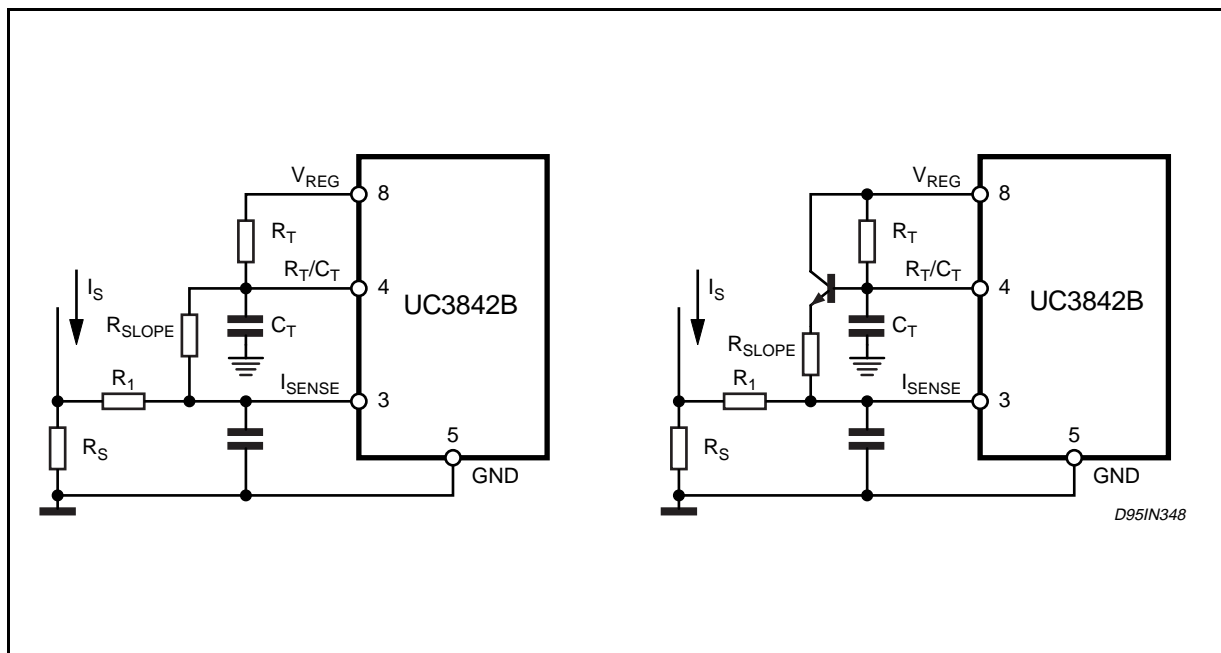 V_REG
8
R_T
R_T/C_T
4
I_S
UC3842B
R_SLOPE
C_T
R_1
I_SENSE
3
R_S
5
GND
V_REG
8
R_T
R_T/C_T
4
I_S
UC3842B
C_T
R_SLOPE
R_1
I_SENSE
3
R_S
5
GND
D95IN348